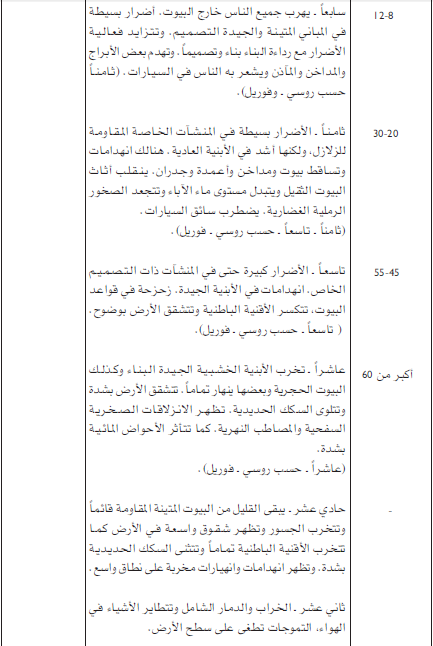 سابعاً ـ يهرب جميع الناس خارج البيوت. أضرار بسيطة
12-8
في المباني المتينة والجيدة التصميم. وتتزايد فعالية
الأضرار مع رداءة البناء بناء وتصميماً. وتهدم بعض الأبراج
والمداخن والمآذن ويشعر به الناس في السيارات. (ثامناً
حسب روسي ـ وفوريل).
ثامناً ـ الأضرار بسيطة في المنشآت الخاصة المقاومة
30-20
للزلازل، ولكنها أشد في الأبنية العادية. هنالك انهدامات
وتساقط بيوت ومداخن وأعمدة وجدران. ينقلب أثاث
البيوت الثقيل ويتبدل مستوى ماء الآباء وتتجعد الصخور
الرملية الغضارية. يضطرب سائق السيارات.
(ثامناً ـ تاسعاً ـ حسب روسي ـ فوريل).
تاسعاً ـ الأضرار كبيرة حتى في المنشآت ذات التصميم
55-45
الخاص. انهدامات في الأبنية الجيدة. زحزحة في قواعد
البيوت، تتكسر الأقنية الباطنية وتتشقق الأرض بوضوح.
( تاسعاً ـ حسب روسي ـ فوريل).
عاشراً ـ تخرب الأبنية الخشبية الجيدة البناء وكذلك
أكبر من 60
البيوت الحجرية وبعضها ينهار تماماً. تتشقق الأرض بشدة
وتتلوى السكك الحديدية. تظهر الانزلاقات الصخرية
السفحية والمصاطب النهرية. كما تتأثر الأحواض المائية
بشدة.
(عاشراً ـ حسب روسي ـ فوريل).
حادي عشر ـ يبقى القليل من البيوت المتينة المقاومة قائماً
-
وتتخرب الجسور وتظهر شقوق واسعة في الأرض كما
تتخرب الأقنية الباطنية تماماً وتتثنى السكك الحديدية
بشدة. وتظهر انهدامات وانهيارات مخربة على نطاق واسع.
ثاني عشر ـ الخراب والدمار الشامل وتتطاير الأشياء في
الهواء، التموجات تطغى على سطح الأرض.